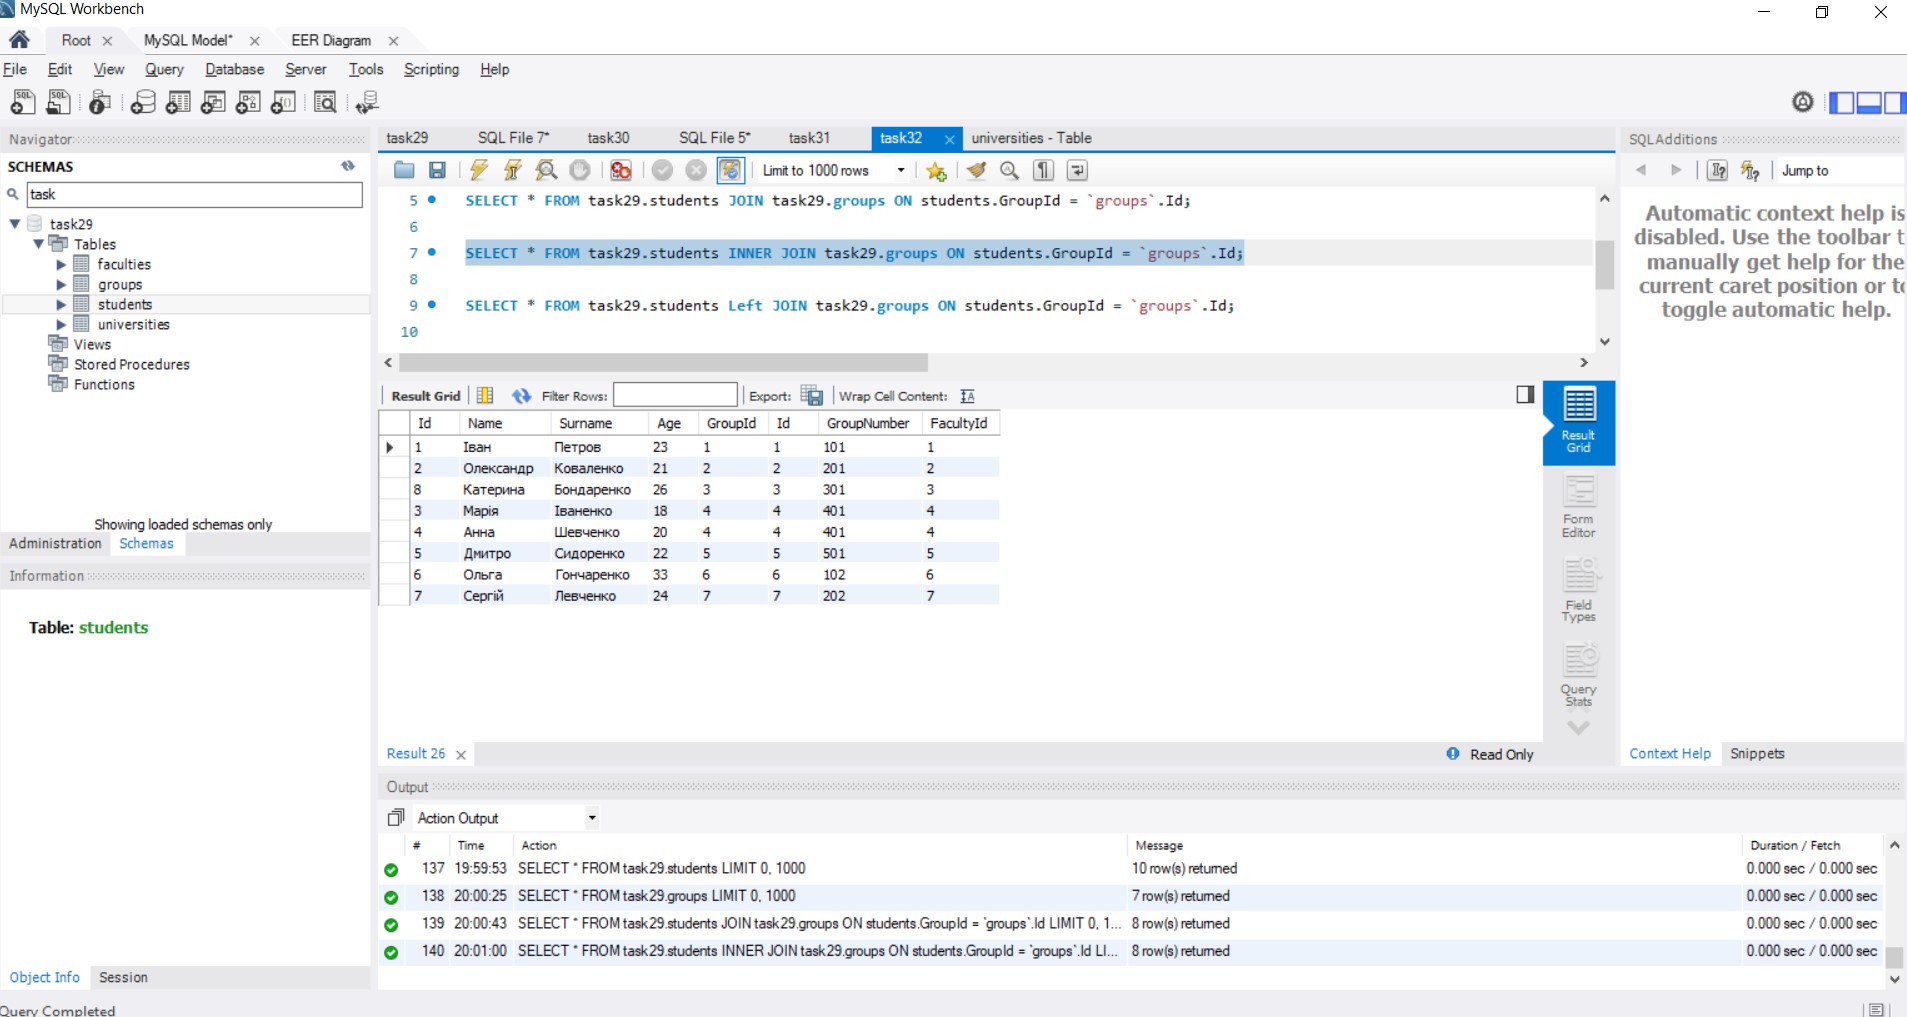 MySQL Workbench
Root MySQL Model* EER Diagram
File Edit View Query Database Server Tools Scripting Help
Navigator
SCHEMAS
task
task29
Tables
faculties
groups
students
universities
Views
Stored Procedures
Functions
Showing loaded schemas only
Administration Schemas
Information
Table: students
Object Info Session
Query Completed
task29 SQL File 7* task30 SQL File 5* task31 task32 universities - Table
Limit to 1000 rows
5 SELECT * FROM task29.students JOIN task29.groups ON students.GroupId = `groups`.Id;
6
7 SELECT * FROM task29.students INNER JOIN task29.groups ON students.GroupId = `groups`.Id;
8
9 SELECT * FROM task29.students Left JOIN task29.groups ON students.GroupId = `groups`.Id;
10
Result Grid Filter Rows: Export: Wrap Cell Content:
Id Name Surname Age GroupId Id GroupNumber FacultyId
1 Іван Петров 23 1 1 101 1
2 Олександр Коваленко 21 2 2 201 2
8 Катерина Бондаренко 26 3 3 301 3
3 Марія Іваненко 18 4 4 401 4
4 Анна Шевченко 20 4 4 401 4
5 Дмитро Сидоренко 22 5 5 501 5
6 Ольга Гончаренко 33 6 6 102 6
7 Сергій Левченко 24 7 7 202 7
Result
Grid
Form
Editor
Field
Types
Query
Stats
Result 26 Read Only
Output
Action Output
# Time Action Message Duration / Fetch
137 19:59:53 SELECT * FROM task29.students LIMIT 0, 1000 10 row(s) returned 0.000 sec / 0.000 sec
138 20:00:25 SELECT * FROM task29.groups LIMIT 0, 1000 7 row(s) returned 0.000 sec / 0.000 sec
139 20:00:43 SELECT * FROM task29.students JOIN task29.groups ON students.GroupId = `groups`.Id LIMIT 0, 1... 8 row(s) returned 0.000 sec / 0.000 sec
140 20:01:00 SELECT * FROM task29.students INNER JOIN task29.groups ON students.GroupId = `groups`.Id LI... 8 row(s) returned 0.000 sec / 0.000 sec
SQLAdditions
Jump to
Automatic context help is
disabled. Use the toolbar t
manually get help for the
current caret position or to
toggle automatic help.
Context Help Snippets